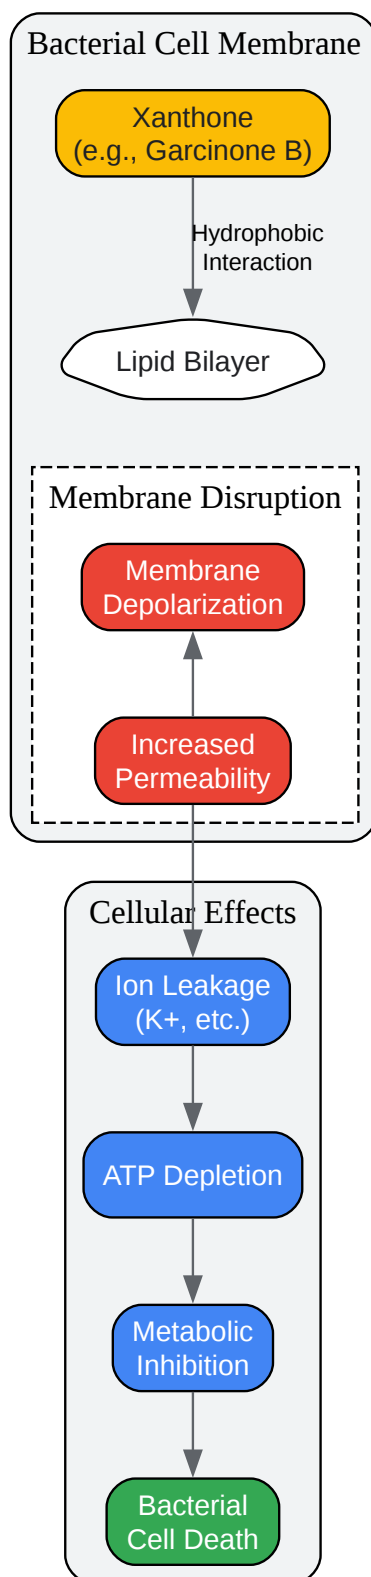 Bacterial Cell Membrane
Xanthone
(e.g., Garcinone B)
Hydrophobic
Interaction
Lipid Bilayer
Membrane Disruption
Membrane
Depolarization
Increased
Permeability
Cellular Effects
Ion Leakage
(K+, etc.)
ATP Depletion
Metabolic
Inhibition
Bacterial
Cell Death